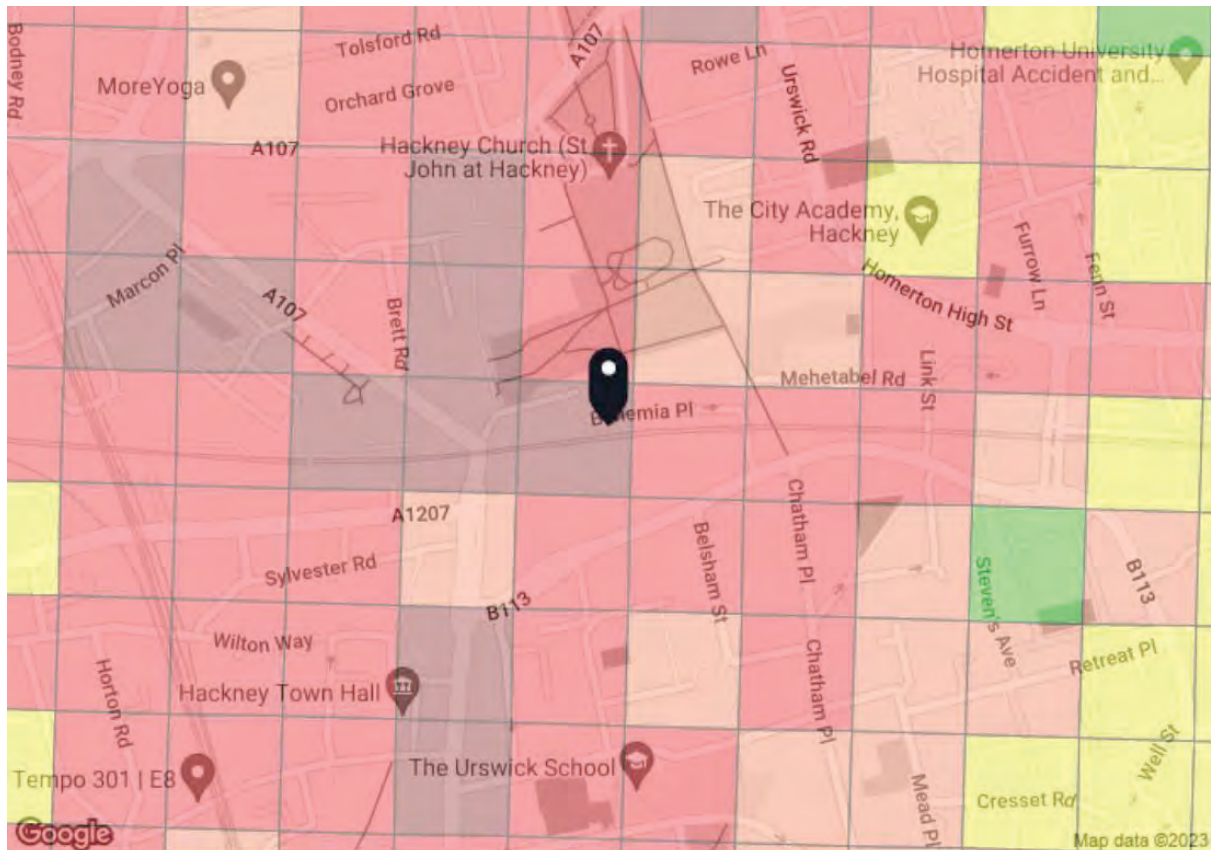 Bodney Rd
Tolsford Rd
A107
Rowe Ln
Homerton University
Hospital Accident and...
MoreYoga
Orchard Grove
Urswick Rd
A107
Hackney Church (St
John at Hackney)
The City Academy,
Hackney
Furrow Ln
Fenn St
Marcon Pl
A107
Brett Rd
Homerton High St
Link St
Mehetabel Rd
A1207
Chatham Pl
Belsham St
Sylvester Rd
B113
Steven's Ave
B113
Wilton Way
Chatham Pl
Retreat Pl
Horton Rd
Hackney Town Hall
Well St
Tempo 301 | E8
The Urswick School
Mead Pl
Cresset Rd
Google
Map data ©2023